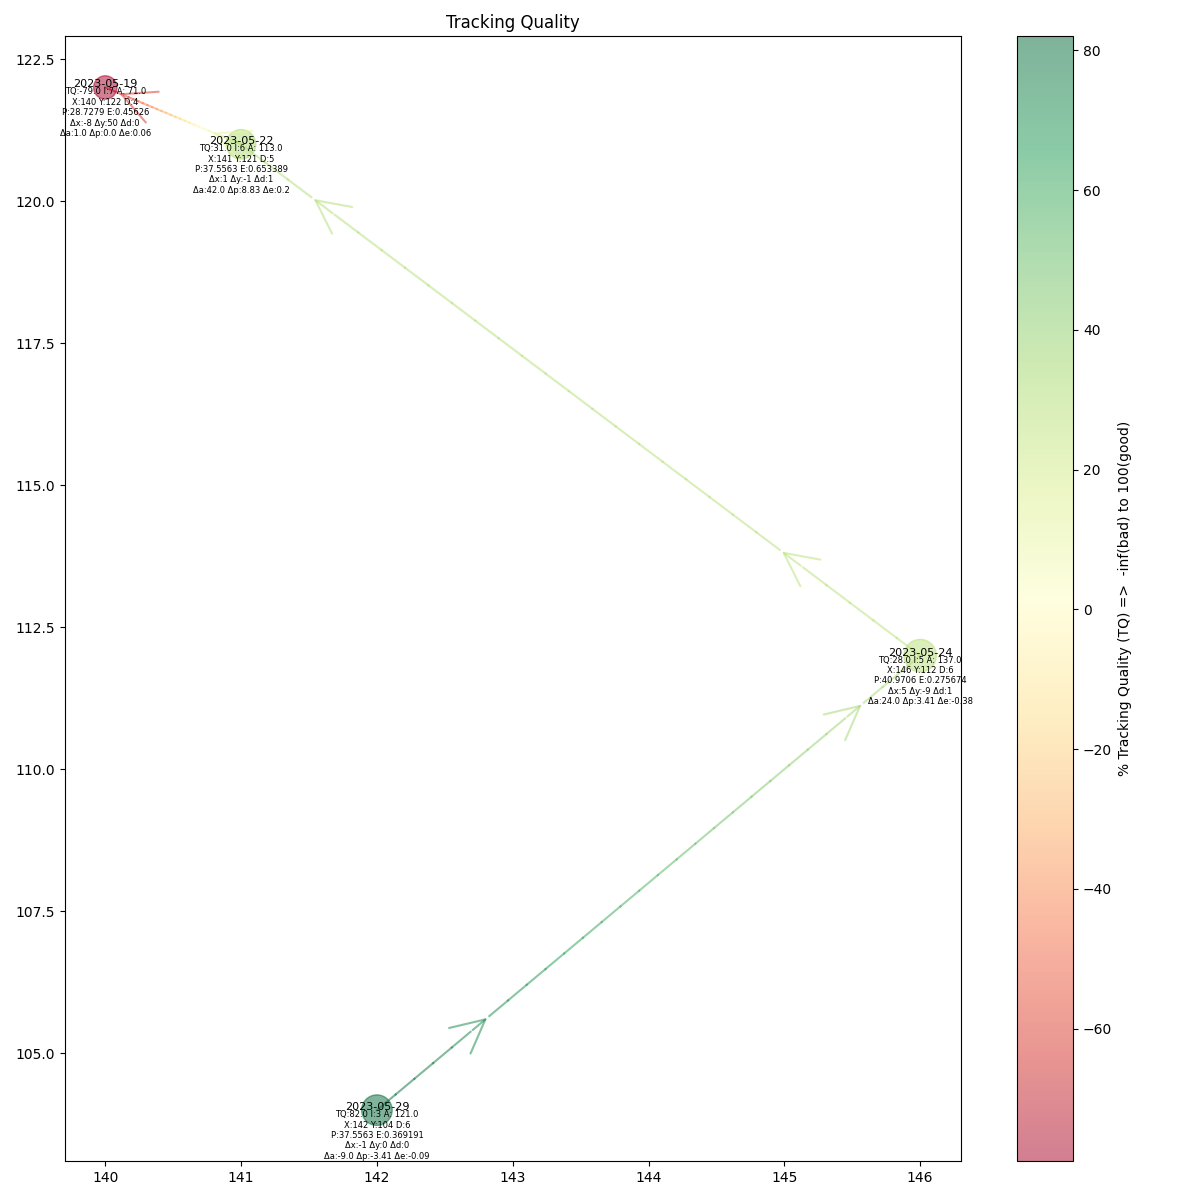 Tracking Quality
122.5
120.0
117.5
115.0
112.5
110.0
107.5
105.0
2023-05-19
TQ:-79.0 I:7 A: 71.0
X:140 Y:122 D:4
P:28.7279 E:0.45626
Δx:-8 Δy:50 Δd:0
Δa:1.0 Δp:0.0 Δe:0.06
2023-05-22
TQ:31.0 I:6 A: 113.0
X:141 Y:121 D:5
P:37.5563 E:0.653389
Δx:1 Δy:-1 Δd:1
Δa:42.0 Δp:8.83 Δe:0.2
2023-05-24
TQ:28.0 I:5 A: 137.0
X:146 Y:112 D:6
P:40.9706 E:0.275674
Δx:5 Δy:-9 Δd:1
Δa:24.0 Δp:3.41 Δe:-0.38
2023-05-29
TQ:82.0 I:3 A: 121.0
X:142 Y:104 D:6
P:37.5563 E:0.369191
Δx:-1 Δy:0 Δd:0
Δa:-9.0 Δp:-3.41 Δe:-0.09
140
141
142
143
144
145
146
80
60
40
20
0
−20
−40
−60
% Tracking Quality (TQ) => -inf(bad) to 100(good)